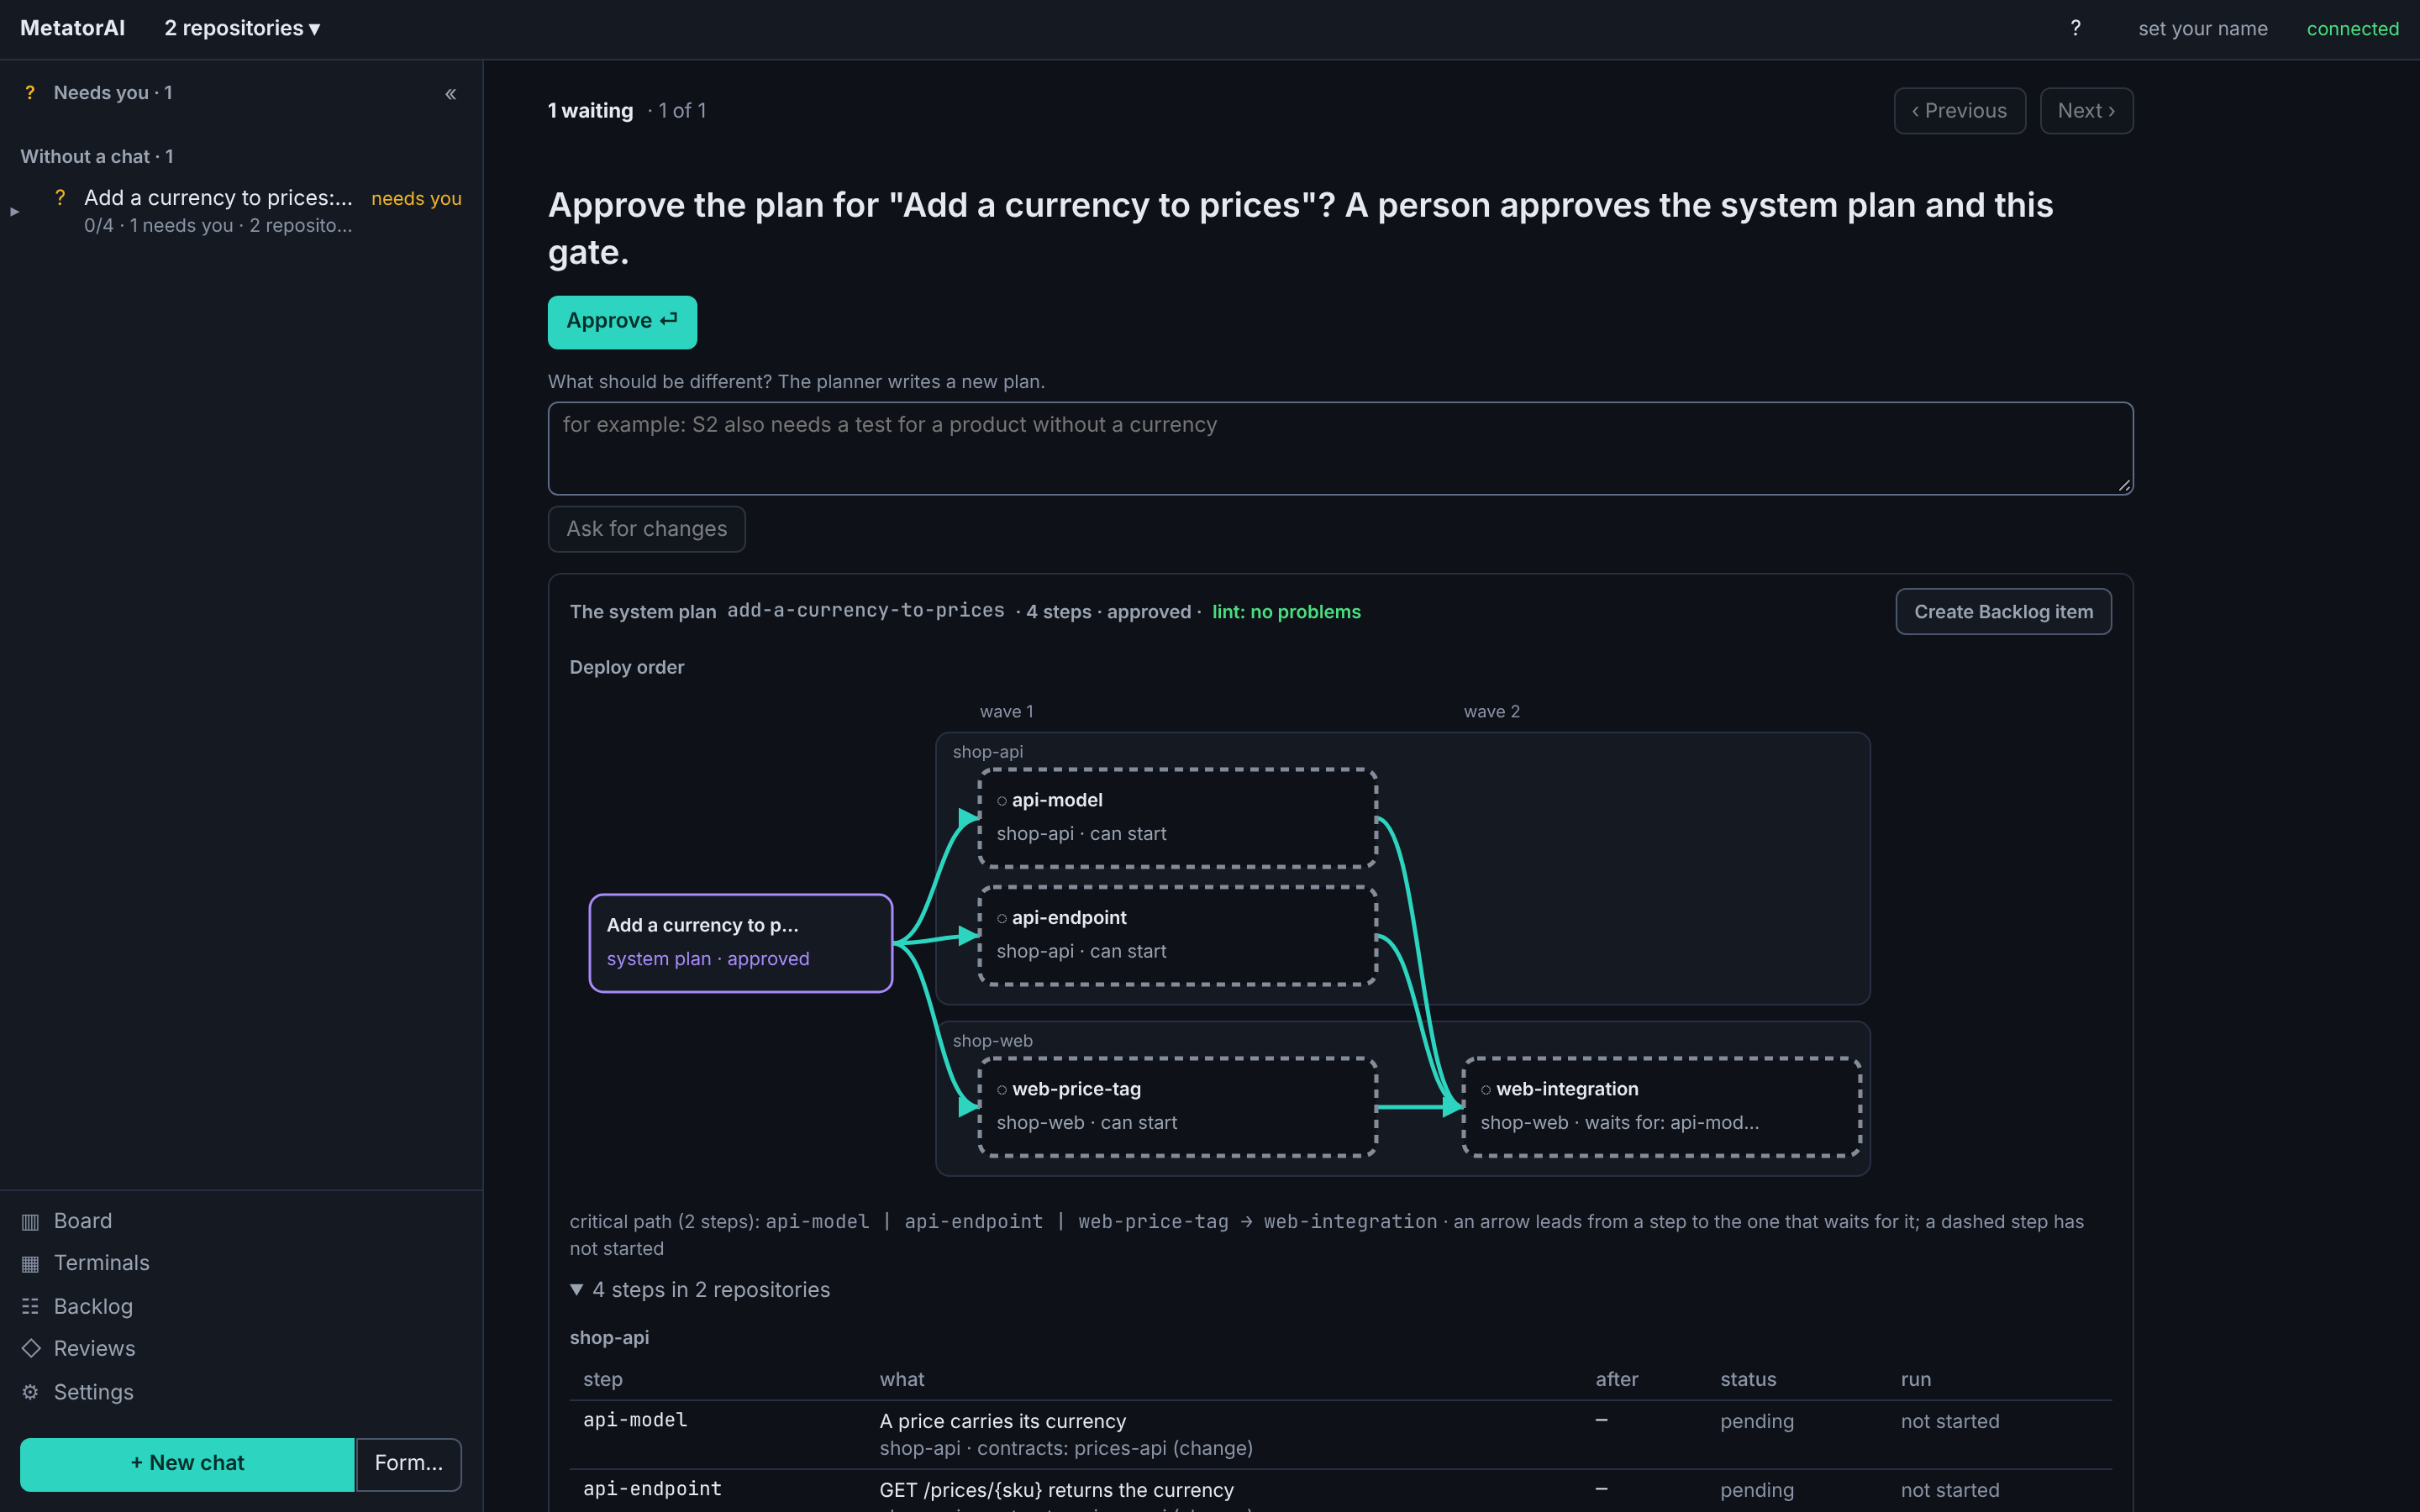 MetatorAI
2 repositories ▾
?
set your name
connected
? Needs you · 1
«
Without a chat · 1
▸ ? Add a currency to prices:... needs you
0/4 · 1 needs you · 2 reposito...
Board
Terminals
Backlog
Reviews
Settings
+ New chat
Form...
1 waiting · 1 of 1
‹ Previous
Next ›
Approve the plan for "Add a currency to prices"? A person approves the system plan and this
gate.
Approve ⏎
What should be different? The planner writes a new plan.
for example: S2 also needs a test for a product without a currency
Ask for changes
The system plan add-a-currency-to-prices · 4 steps · approved · lint: no problems
Create Backlog item
Deploy order
wave 1
wave 2
shop-api
api-model
shop-api · can start
api-endpoint
shop-api · can start
Add a currency to p...
system plan · approved
shop-web
web-price-tag
shop-web · can start
web-integration
shop-web · waits for: api-mod...
critical path (2 steps): api-model | api-endpoint | web-price-tag → web-integration · an arrow leads from a step to the one that waits for it; a dashed step has
not started
▼ 4 steps in 2 repositories
shop-api
step what after status run
api-model A price carries its currency — pending not started
shop-api · contracts: prices-api (change)
api-endpoint GET /prices/{sku} returns the currency — pending not started